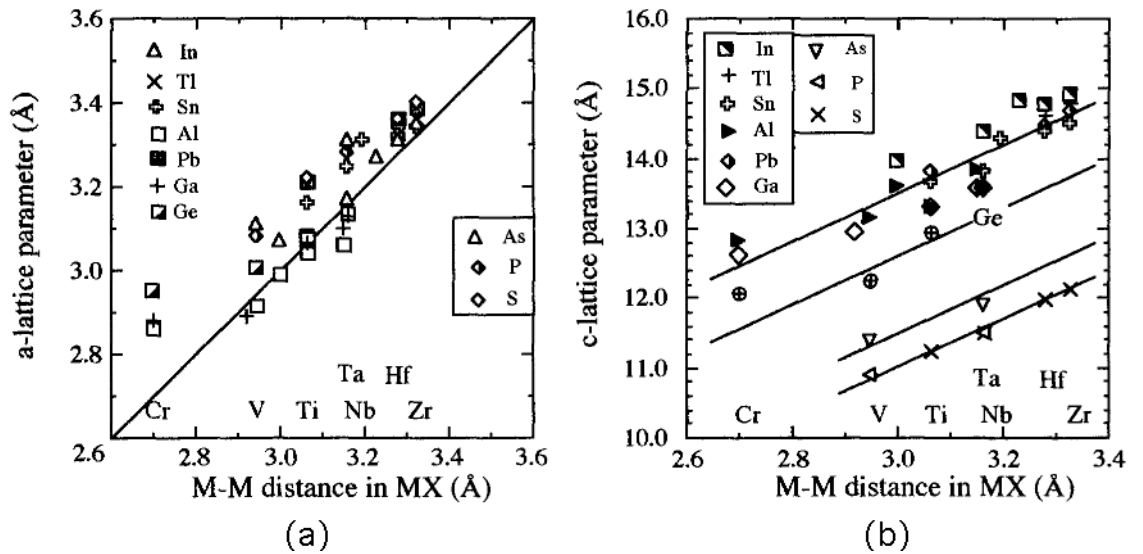 3.6
3.4
3.2
3.0
2.8
2.6 2.8 3.0 3.2 3.4 3.6
a-lattice parameter (Å)
M-M distance in MX (Å)
In
Tl
Sn
Al
Pb
Ga
Ge
As
P
S
Ta Hf
Cr V Ti Nb Zr
(a)
16.0
15.0
14.0
13.0
12.0
11.0
10.0
2.6 2.8 3.0 3.2 3.4
c-lattice parameter (Å)
M-M distance in MX (Å)
In
Tl
Sn
Al
Pb
Ga
As
P
S
Ge
Ta Hf
Cr V Ti Nb Zr
(b)